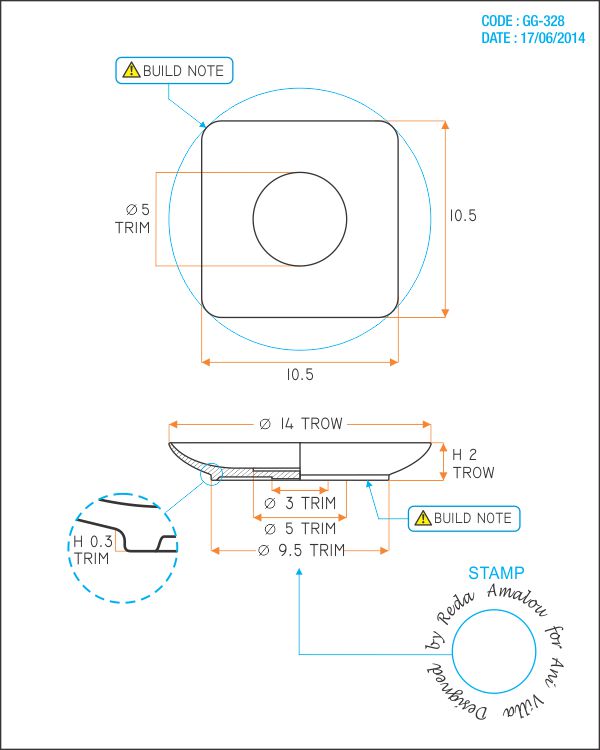 CODE : GG-328
DATE : 17/06/2014
BUILD NOTE
Ø 5
TRIM
10.5
10.5
Ø 14 TROW
H 2
TROW
Ø 3 TRIM
Ø 5 TRIM
Ø 9.5 TRIM
BUILD NOTE
H 0.3
TRIM
STAMP
Designed by Reda Amalou for Ani Villa